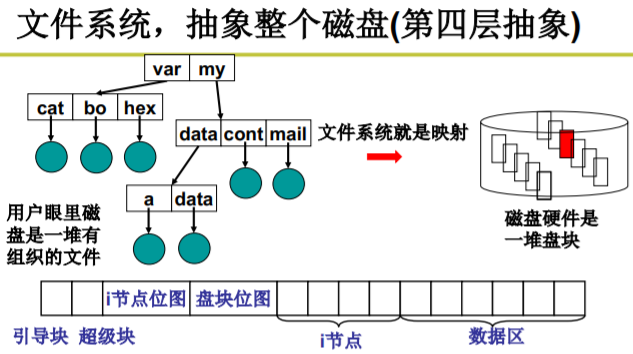 文件系统，抽象整个磁盘(第四层抽象)
var my
cat bo hex
data cont mail
文件系统就是映射
a data
用户眼里磁
盘是一堆有
组织的文件
磁盘硬件是
一堆盘块
i节点位图 盘块位图
引导块 超级块 i节点 数据区